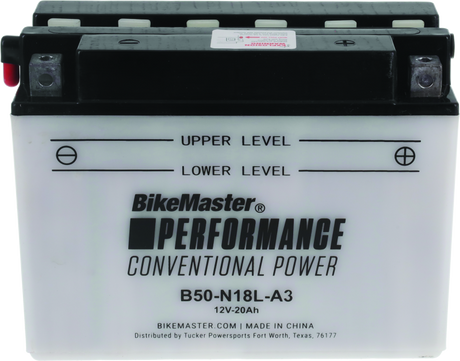 UPPER LEVEL
LOWER LEVEL
BikeMaster®
PERFORMANCE
CONVENTIONAL POWER
B50-N18L-A3
12V-20Ah
BIKEMASTER.COM | MADE IN CHINA
Distributed by Tucker Powersports Fort Worth, Texas, 76177